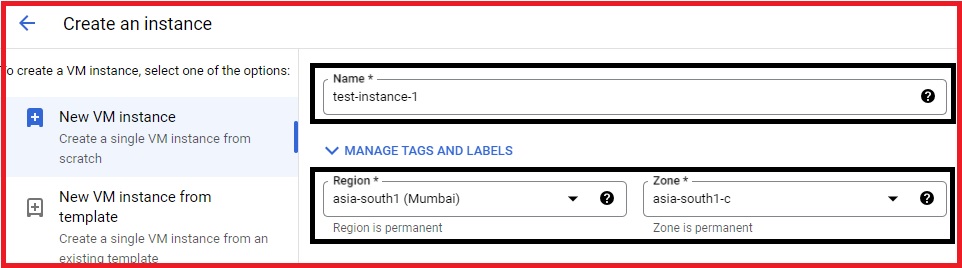 Create an instance
To create a VM instance, select one of the options:
New VM instance
Create a single VM instance from
scratch
New VM instance from
template
Create a single VM instance from an
existing template
Name *
test-instance-1
MANAGE TAGS AND LABELS
Region *
asia-south1 (Mumbai)
Region is permanent
Zone *
asia-south1-c
Zone is permanent